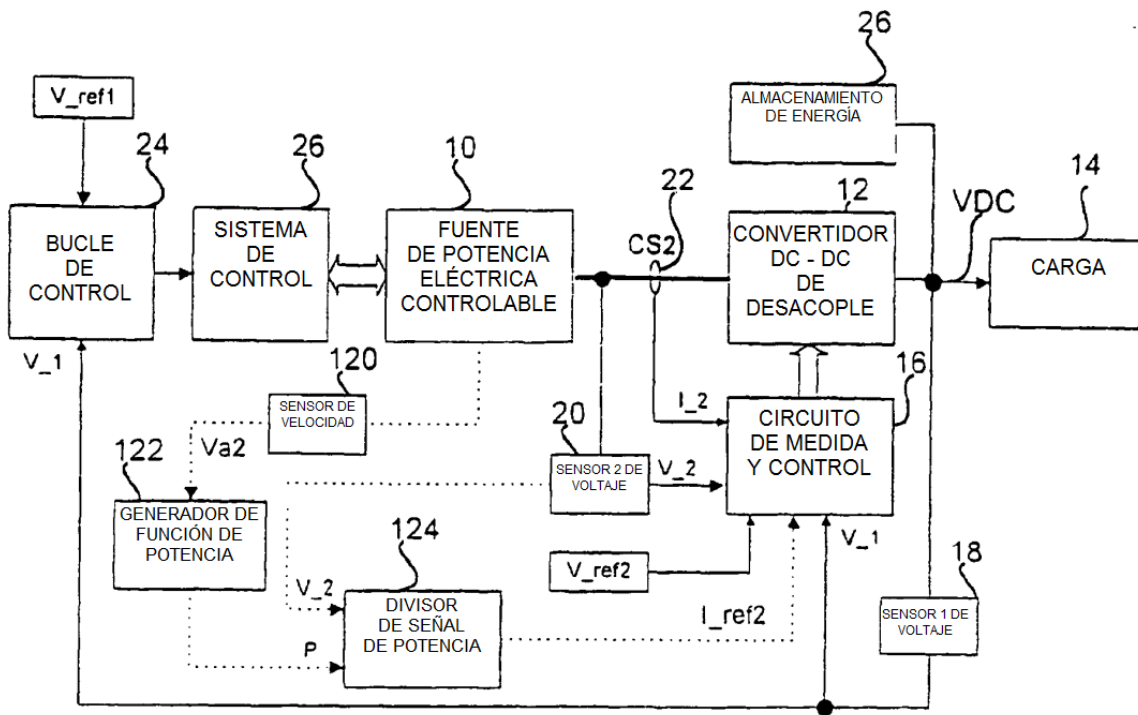 26
ALMACENAMIENTO
DE ENERGÍA
V_ref1
24
26
10
22
12
14
BUCLE
DE
CONTROL
SISTEMA
DE
CONTROL
FUENTE
DE POTENCIA
ELÉCTRICA
CONTROLABLE
CS2
CONVERTIDOR
DC - DC
DE
DESACOPLE
VDC
CARGA
V_1
120
SENSOR DE
VELOCIDAD
I_2
16
CIRCUÍTO
DE MEDIDA
Y CONTROL
20
SENSOR 2 DE
VOLTAJE
V_2
Va2
122
GENERADOR DE
FUNCIÓN DE
POTENCIA
124
V_2
DIVISOR
DE SEÑAL
DE POTENCIA
P
I_ref2
V_ref2
V_1
18
SENSOR 1 DE
VOLTAJE